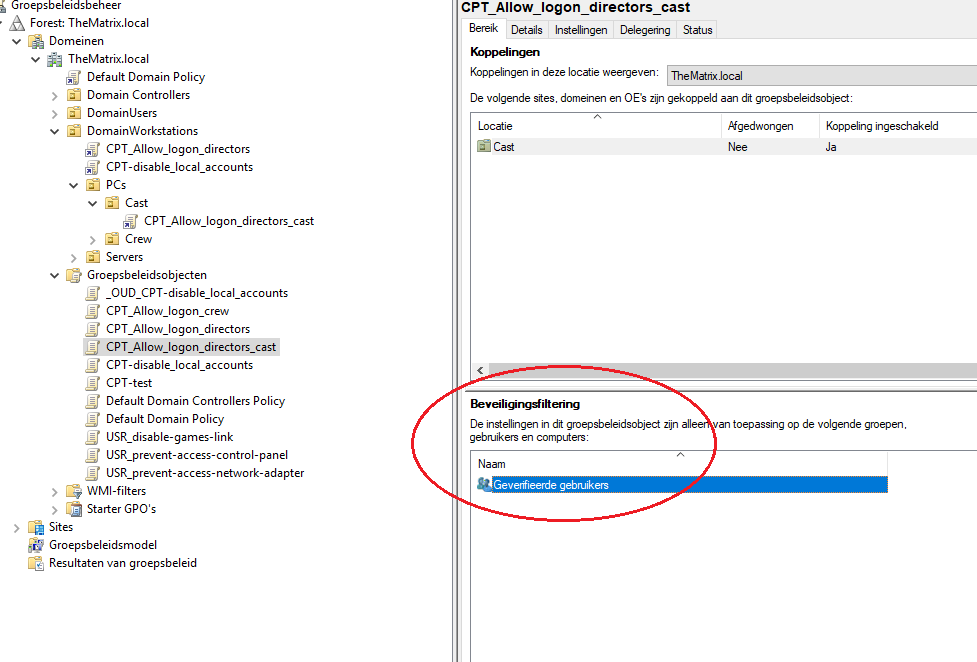 Groepsbeleidsbeheer
Forest: TheMatrix.local
Domeinen
TheMatrix.local
Default Domain Policy
Domain Controllers
DomainUsers
DomainWorkstations
CPT_Allow_logon_directors
CPT-disable_local_accounts
PCs
Cast
CPT_Allow_logon_directors_cast
Crew
Servers
Groepsbeleidsobjecten
_OUD_CPT-disable_local_accounts
CPT_Allow_logon_crew
CPT_Allow_logon_directors
CPT_Allow_logon_directors_cast
CPT-disable_local_accounts
CPT-test
Default Domain Controllers Policy
Default Domain Policy
USR_disable-games-link
USR_prevent-access-control-panel
USR_prevent-access-network-adapter
WMI-filters
Starter GPO's
Sites
Groepsbeleidsmodel
Resultaten van groepsbeleid
CPT_Allow_logon_directors_cast
Bereik Details Instellingen Delegering Status
Koppelingen
Koppelingen in deze locatie weergeven: TheMatrix.local
De volgende sites, domeinen en OE's zijn gekoppeld aan dit groepsbeleidsobject:
Locatie Afgedwongen Koppeling ingeschakeld
Cast Nee Ja
Beveiligingsfiltering
De instellingen in dit groepsbeleidsobject zijn alleen van toepassing op de volgende groepen,
gebruikers en computers:
Naam
Geverifieerde gebruikers